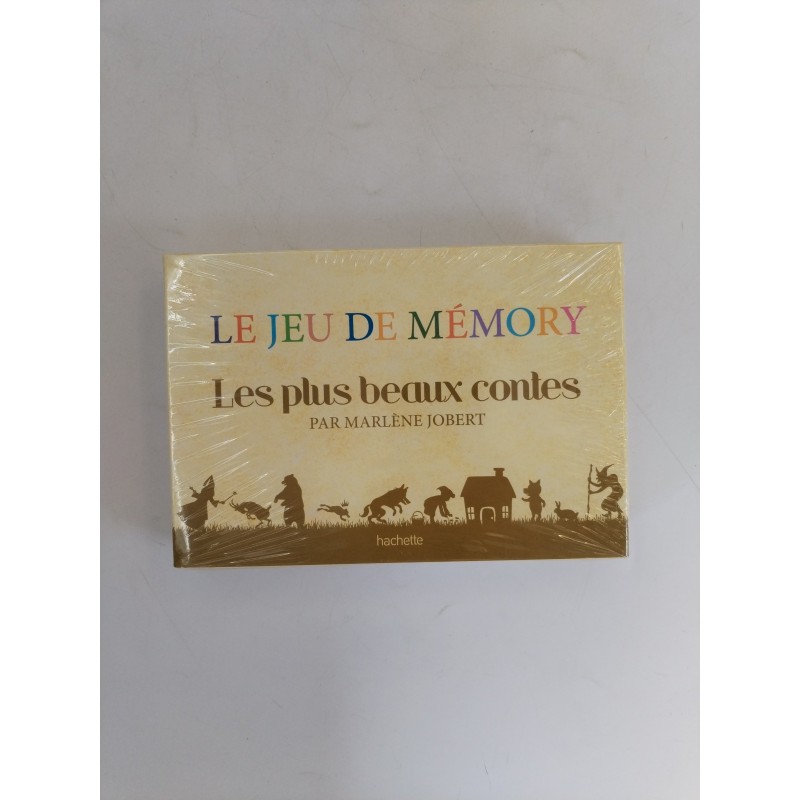 LE JEU DE MÉMORY
Les plus beaux contes
PAR MARLÈNE JOBERT
hachette